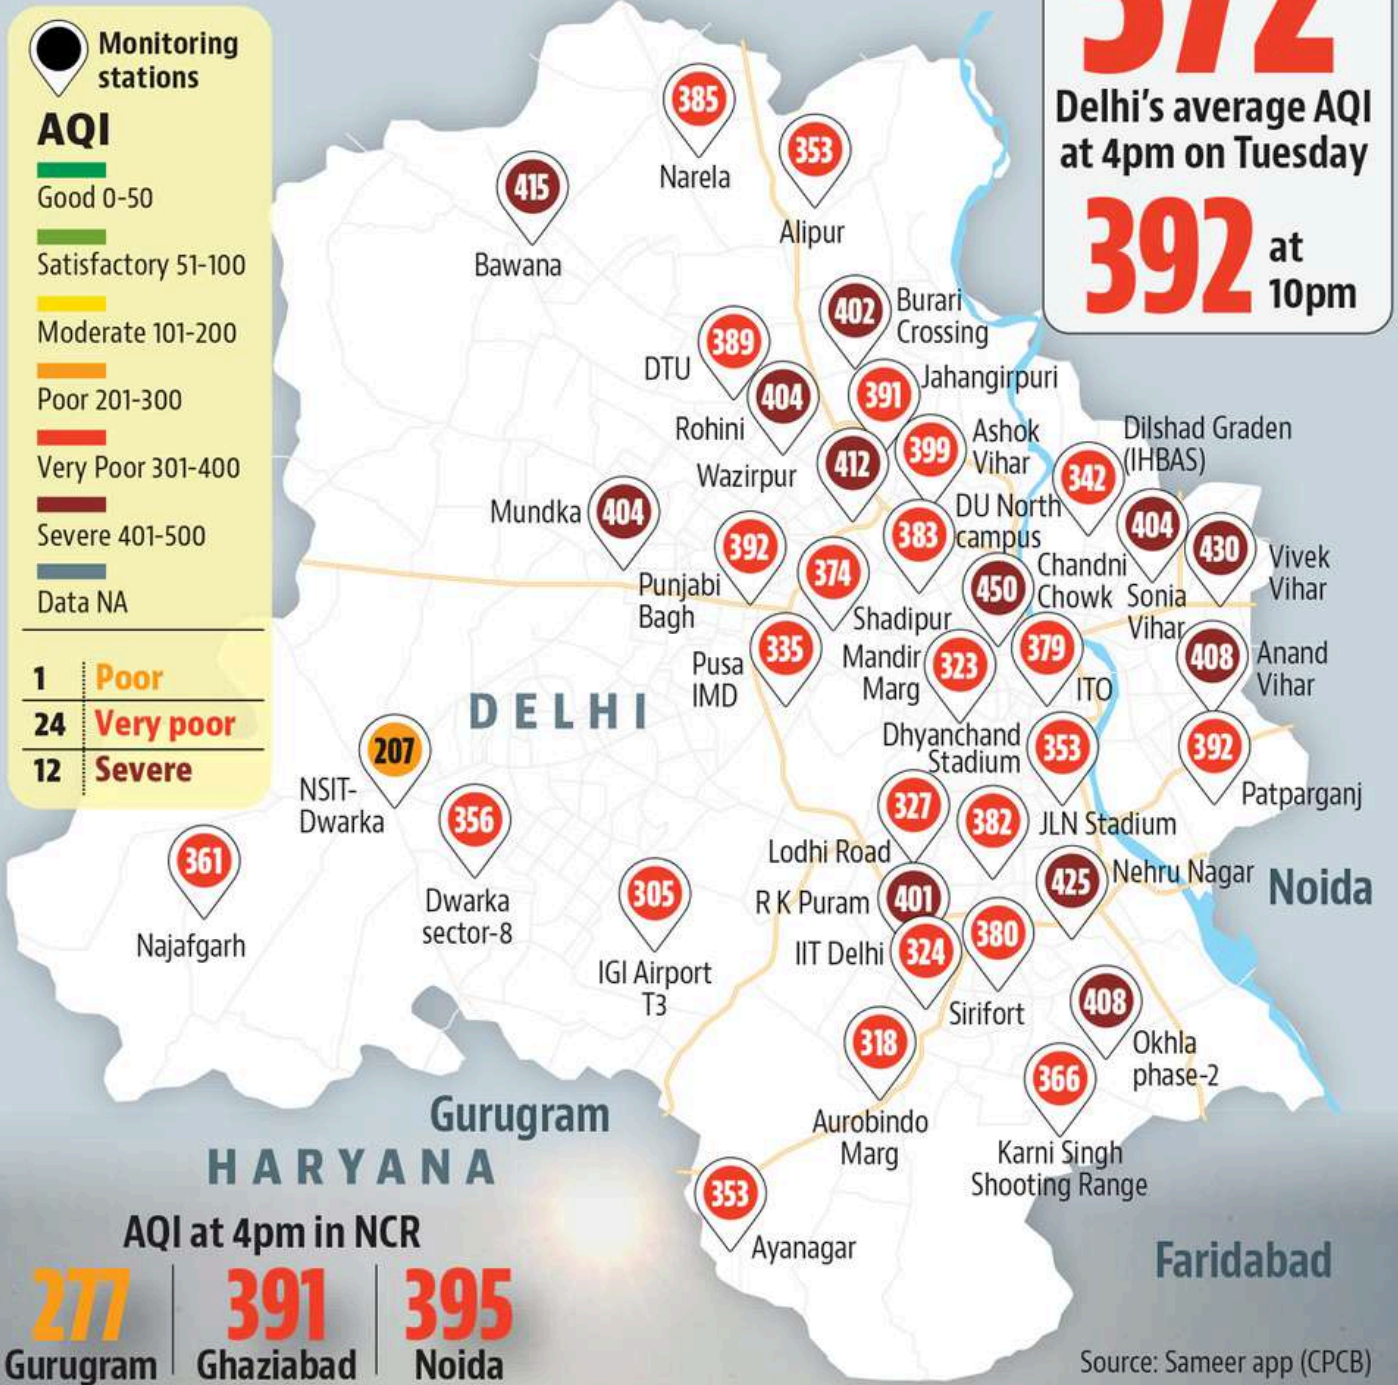 Monitoring
stations
AQI
Good 0-50
Satisfactory 51-100
Moderate 101-200
Poor 201-300
Very Poor 301-400
Severe 401-500
Data NA
1 Poor
24 Very poor
12 Severe
372
Delhi's average AQI
at 4pm on Tuesday
392 at
10pm
385
Narela
353
Alipur
415
Bawana
402
Burari
Crossing
389
DTU
404
Rohini
391
Jahangirpuri
399
Ashok
Vihar
412
Wazirpur
342
Dilshad Graden
(IHBAS)
404
Mundka
392
Punjabi
Bagh
374
Shadipur
383
DU North
campus
450
Chandni
Chowk
404
Sonia
Vihar
430
Vivek
Vihar
335
Pusa
IMD
323
Mandir
Marg
379
ITO
408
Anand
Vihar
DELHI
207
NSIT-
Dwarka
353
Dhyanchand
Stadium
392
Patparganj
356
Dwarka
sector-8
327
Lodhi Road
382
JLN Stadium
361
Najafgarh
305
IGI Airport
T3
401
R K Puram
425
Nehru Nagar
Noida
324
IIT Delhi
380
Sirifort
408
Okhla
phase-2
318
Aurobindo
Marg
366
Karni Singh
Shooting Range
Gurugram
HARYANA
353
Ayanagar
Faridabad
AQI at 4pm in NCR
277
Gurugram
391
Ghaziabad
395
Noida
Source: Sameer app (CPCB)